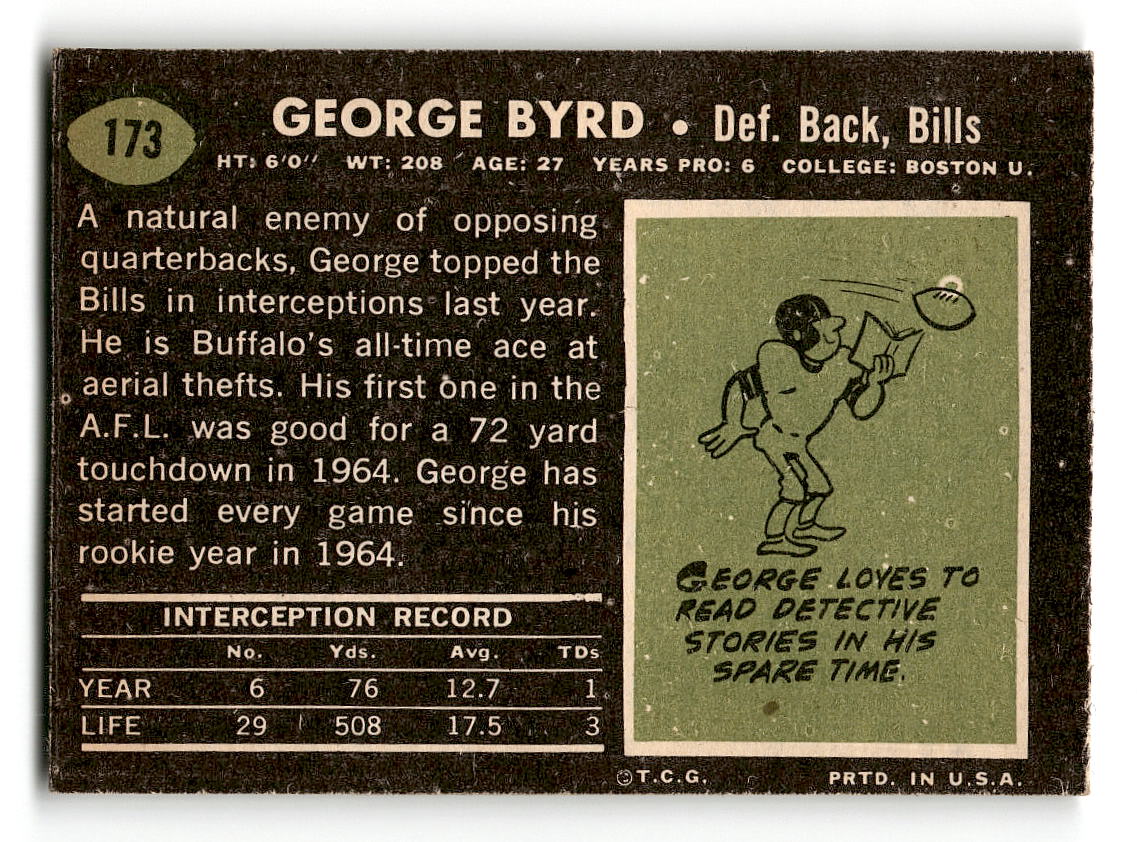 173
GEORGE BYRD • Def. Back, Bills
HT: 6'0" WT: 208 AGE: 27 YEARS PRO: 6 COLLEGE: BOSTON U.
A natural enemy of opposing
quarterbacks, George topped the
Bills in interceptions last year.
He is Buffalo's all-time ace at
aerial thefts. His first one in the
A.F.L. was good for a 72 yard
touchdown in 1964. George has
started every game since his
rookie year in 1964.
INTERCEPTION RECORD
No. Yds. Avg. TDs
YEAR 6 76 12.7 1
LIFE 29 508 17.5 3
GEORGE LOVES TO
READ DETECTIVE
STORIES IN HIS
SPARE TIME.
©T.C.G. PRTD. IN U.S.A.